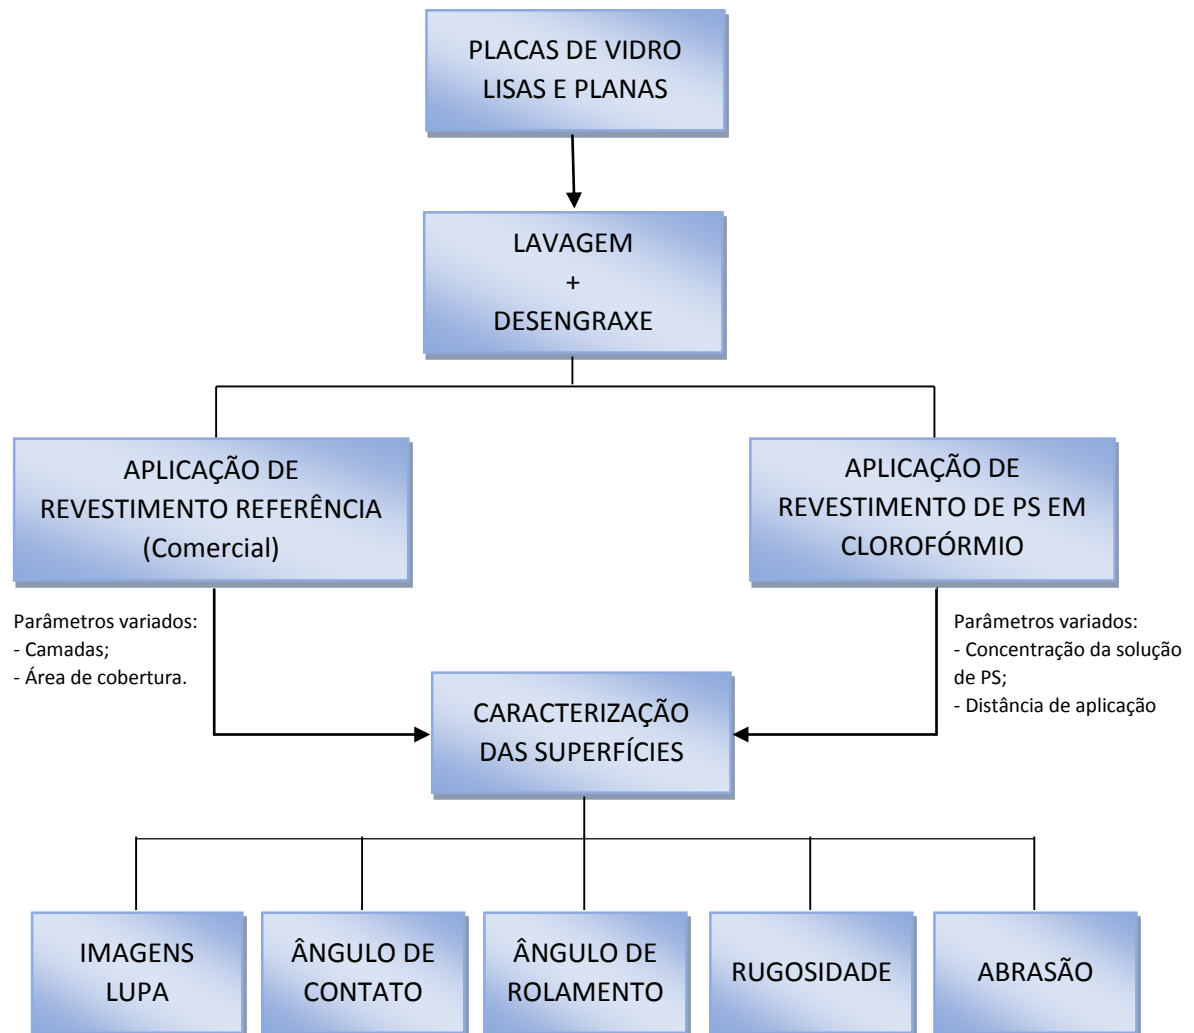 PLACAS DE VIDRO
LISAS E PLANAS
LAVAGEM
+
DESENGRAXE
APLICAÇÃO DE
REVESTIMENTO REFERÊNCIA
(Comercial)
APLICAÇÃO DE
REVESTIMENTO DE PS EM
CLOROFÓRMIO
Parâmetros variados:
- Camadas;
- Área de cobertura.
Parâmetros variados:
- Concentração da solução
de PS;
- Distância de aplicação
CARACTERIZAÇÃO
DAS SUPERFÍCIES
IMAGENS
LUPA
ÂNGULO DE
CONTATO
ÂNGULO DE
ROLAMENTO
RUGOSIDADE
ABRASÃO